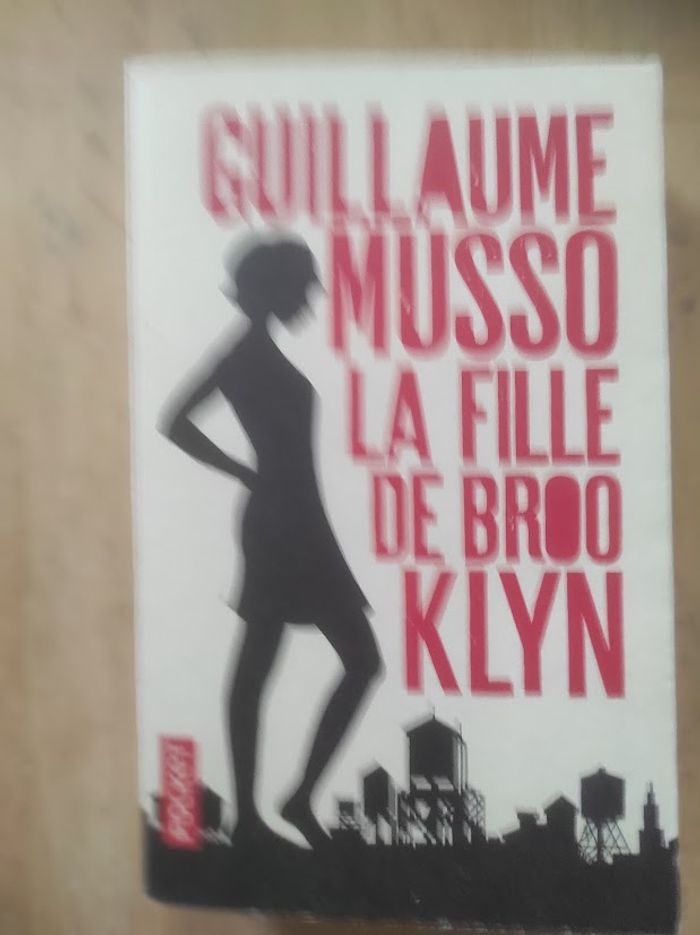 GUILLAUME
MUSSO
LA FILLE
DE BROO
KLYN
POCKET